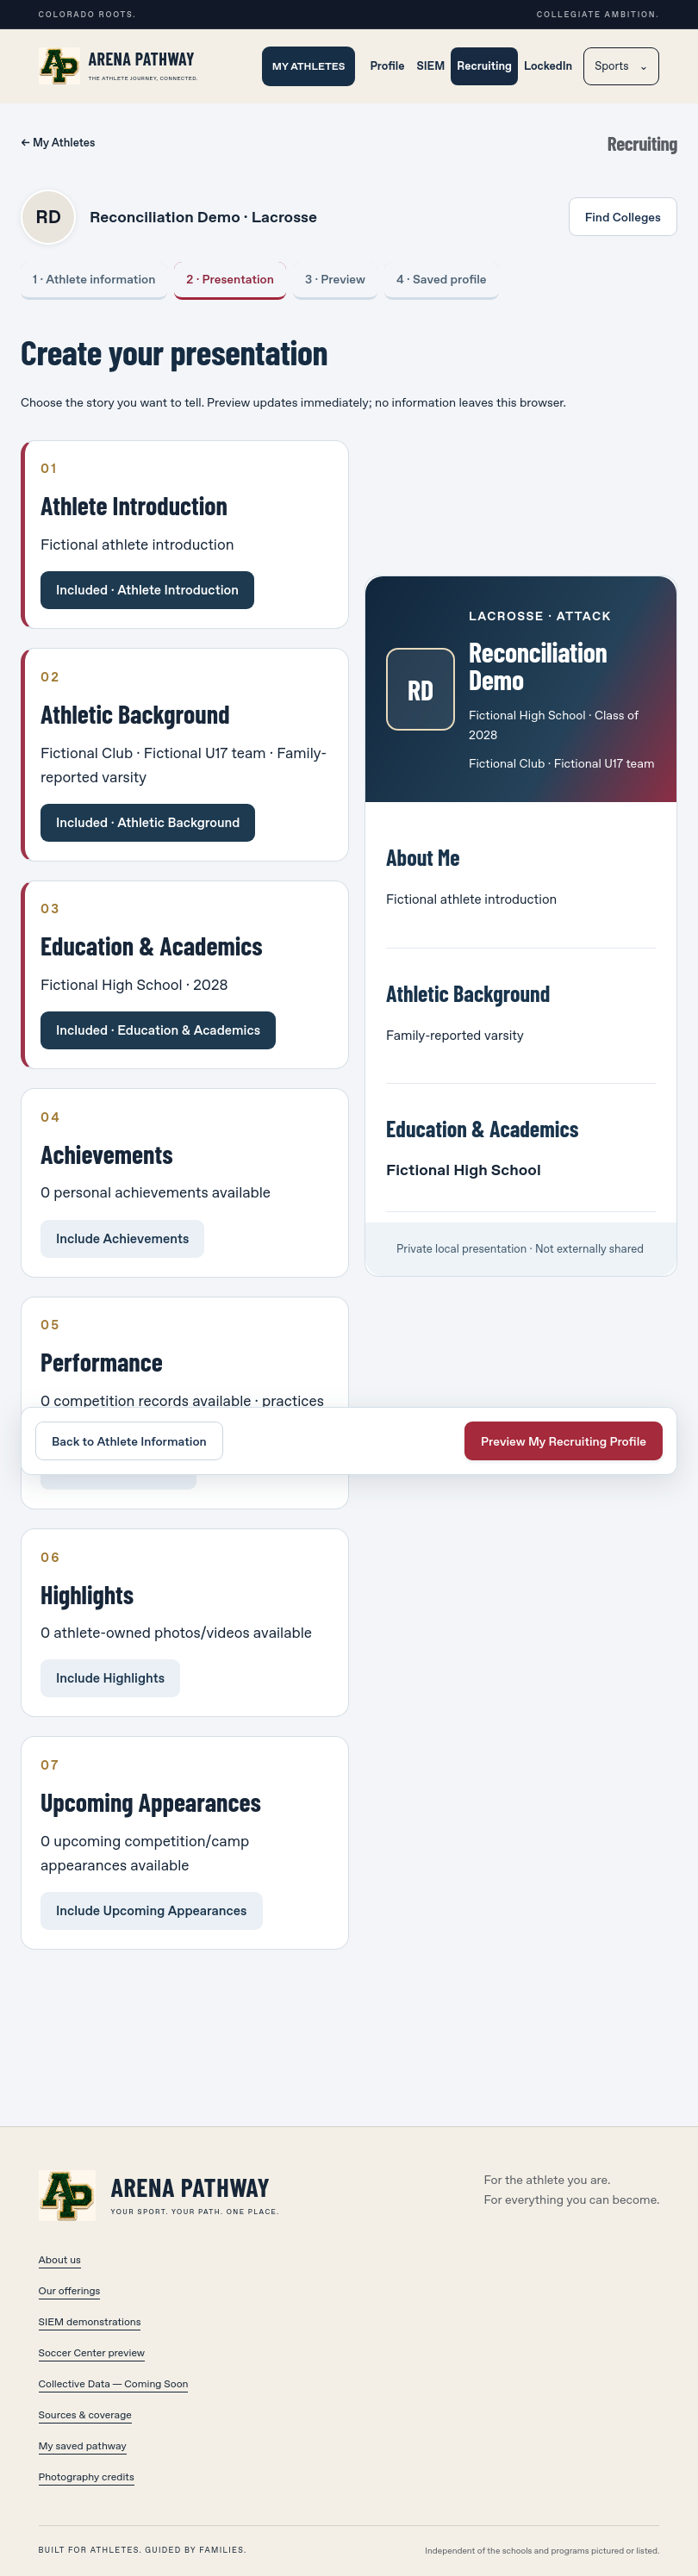 COLORADO ROOTS.
COLLEGIATE AMBITION.
AP
ARENA PATHWAY
THE ATHLETE JOURNEY, CONNECTED.
MY ATHLETES
Profile
SIEM
Recruiting
LockedIn
Sports
← My Athletes
Recruiting
RD
Reconciliation Demo · Lacrosse
Find Colleges
1 · Athlete information
2 · Presentation
3 · Preview
4 · Saved profile
Create your presentation
Choose the story you want to tell. Preview updates immediately; no information leaves this browser.
01
Athlete Introduction
Fictional athlete introduction
Included · Athlete Introduction
02
Athletic Background
Fictional Club · Fictional U17 team · Family-
reported varsity
Included · Athletic Background
03
Education & Academics
Fictional High School · 2028
Included · Education & Academics
04
Achievements
0 personal achievements available
Include Achievements
05
Performance
0 competition records available · practices
LACROSSE · ATTACK
RD
Reconciliation
Demo
Fictional High School · Class of
2028
Fictional Club · Fictional U17 team
About Me
Fictional athlete introduction
Athletic Background
Family-reported varsity
Education & Academics
Fictional High School
Private local presentation · Not externally shared
Back to Athlete Information
Preview My Recruiting Profile
06
Highlights
0 athlete-owned photos/videos available
Include Highlights
07
Upcoming Appearances
0 upcoming competition/camp
appearances available
Include Upcoming Appearances
AP
ARENA PATHWAY
YOUR SPORT. YOUR PATH. ONE PLACE.
For the athlete you are.
For everything you can become.
About us
Our offerings
SIEM demonstrations
Soccer Center preview
Collective Data — Coming Soon
Sources & coverage
My saved pathway
Photography credits
BUILT FOR ATHLETES. GUIDED BY FAMILIES.
Independent of the schools and programs pictured or listed.